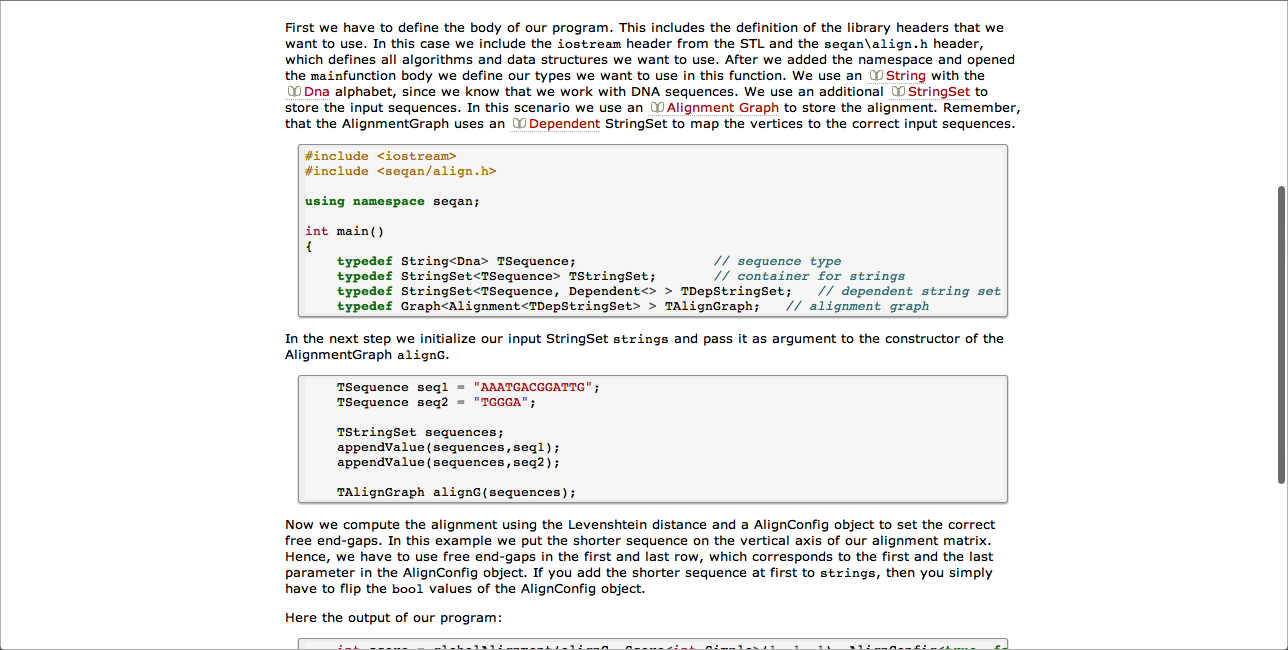 First we have to define the body of our program. This includes the definition of the library headers that we
want to use. In this case we include the iostream header from the STL and the seqan\align.h header,
which defines all algorithms and data structures we want to use. After we added the namespace and opened
the mainfunction body we define our types we want to use in this function. We use an String with the
Dna alphabet, since we know that we work with DNA sequences. We use an additional StringSet to
store the input sequences. In this scenario we use an Alignment Graph to store the alignment. Remember,
that the AlignmentGraph uses an Dependent StringSet to map the vertices to the correct input sequences.
#include <iostream>
#include <seqan/align.h>
using namespace seqan;
int main()
{
typedef String<Dna> TSequence; // sequence type
typedef StringSet<TSequence> TStringSet; // container for strings
typedef StringSet<TSequence, Dependent<> > TDepStringSet; // dependent string set
typedef Graph<Alignment<TDepStringSet> > TAlignGraph; // alignment graph
In the next step we initialize our input StringSet strings and pass it as argument to the constructor of the
AlignmentGraph alignG.
TSequence seq1 = "AAATGACGGATTG";
TSequence seq2 = "TGGGA";
TStringSet sequences;
appendValue(sequences,seq1);
appendValue(sequences,seq2);
TAlignGraph alignG(sequences);
Now we compute the alignment using the Levenshtein distance and a AlignConfig object to set the correct
free end-gaps. In this example we put the shorter sequence on the vertical axis of our alignment matrix.
Hence, we have to use free end-gaps in the first and last row, which corresponds to the first and the last
parameter in the AlignConfig object. If you add the shorter sequence at first to strings, then you simply
have to flip the bool values of the AlignConfig object.
Here the output of our program: